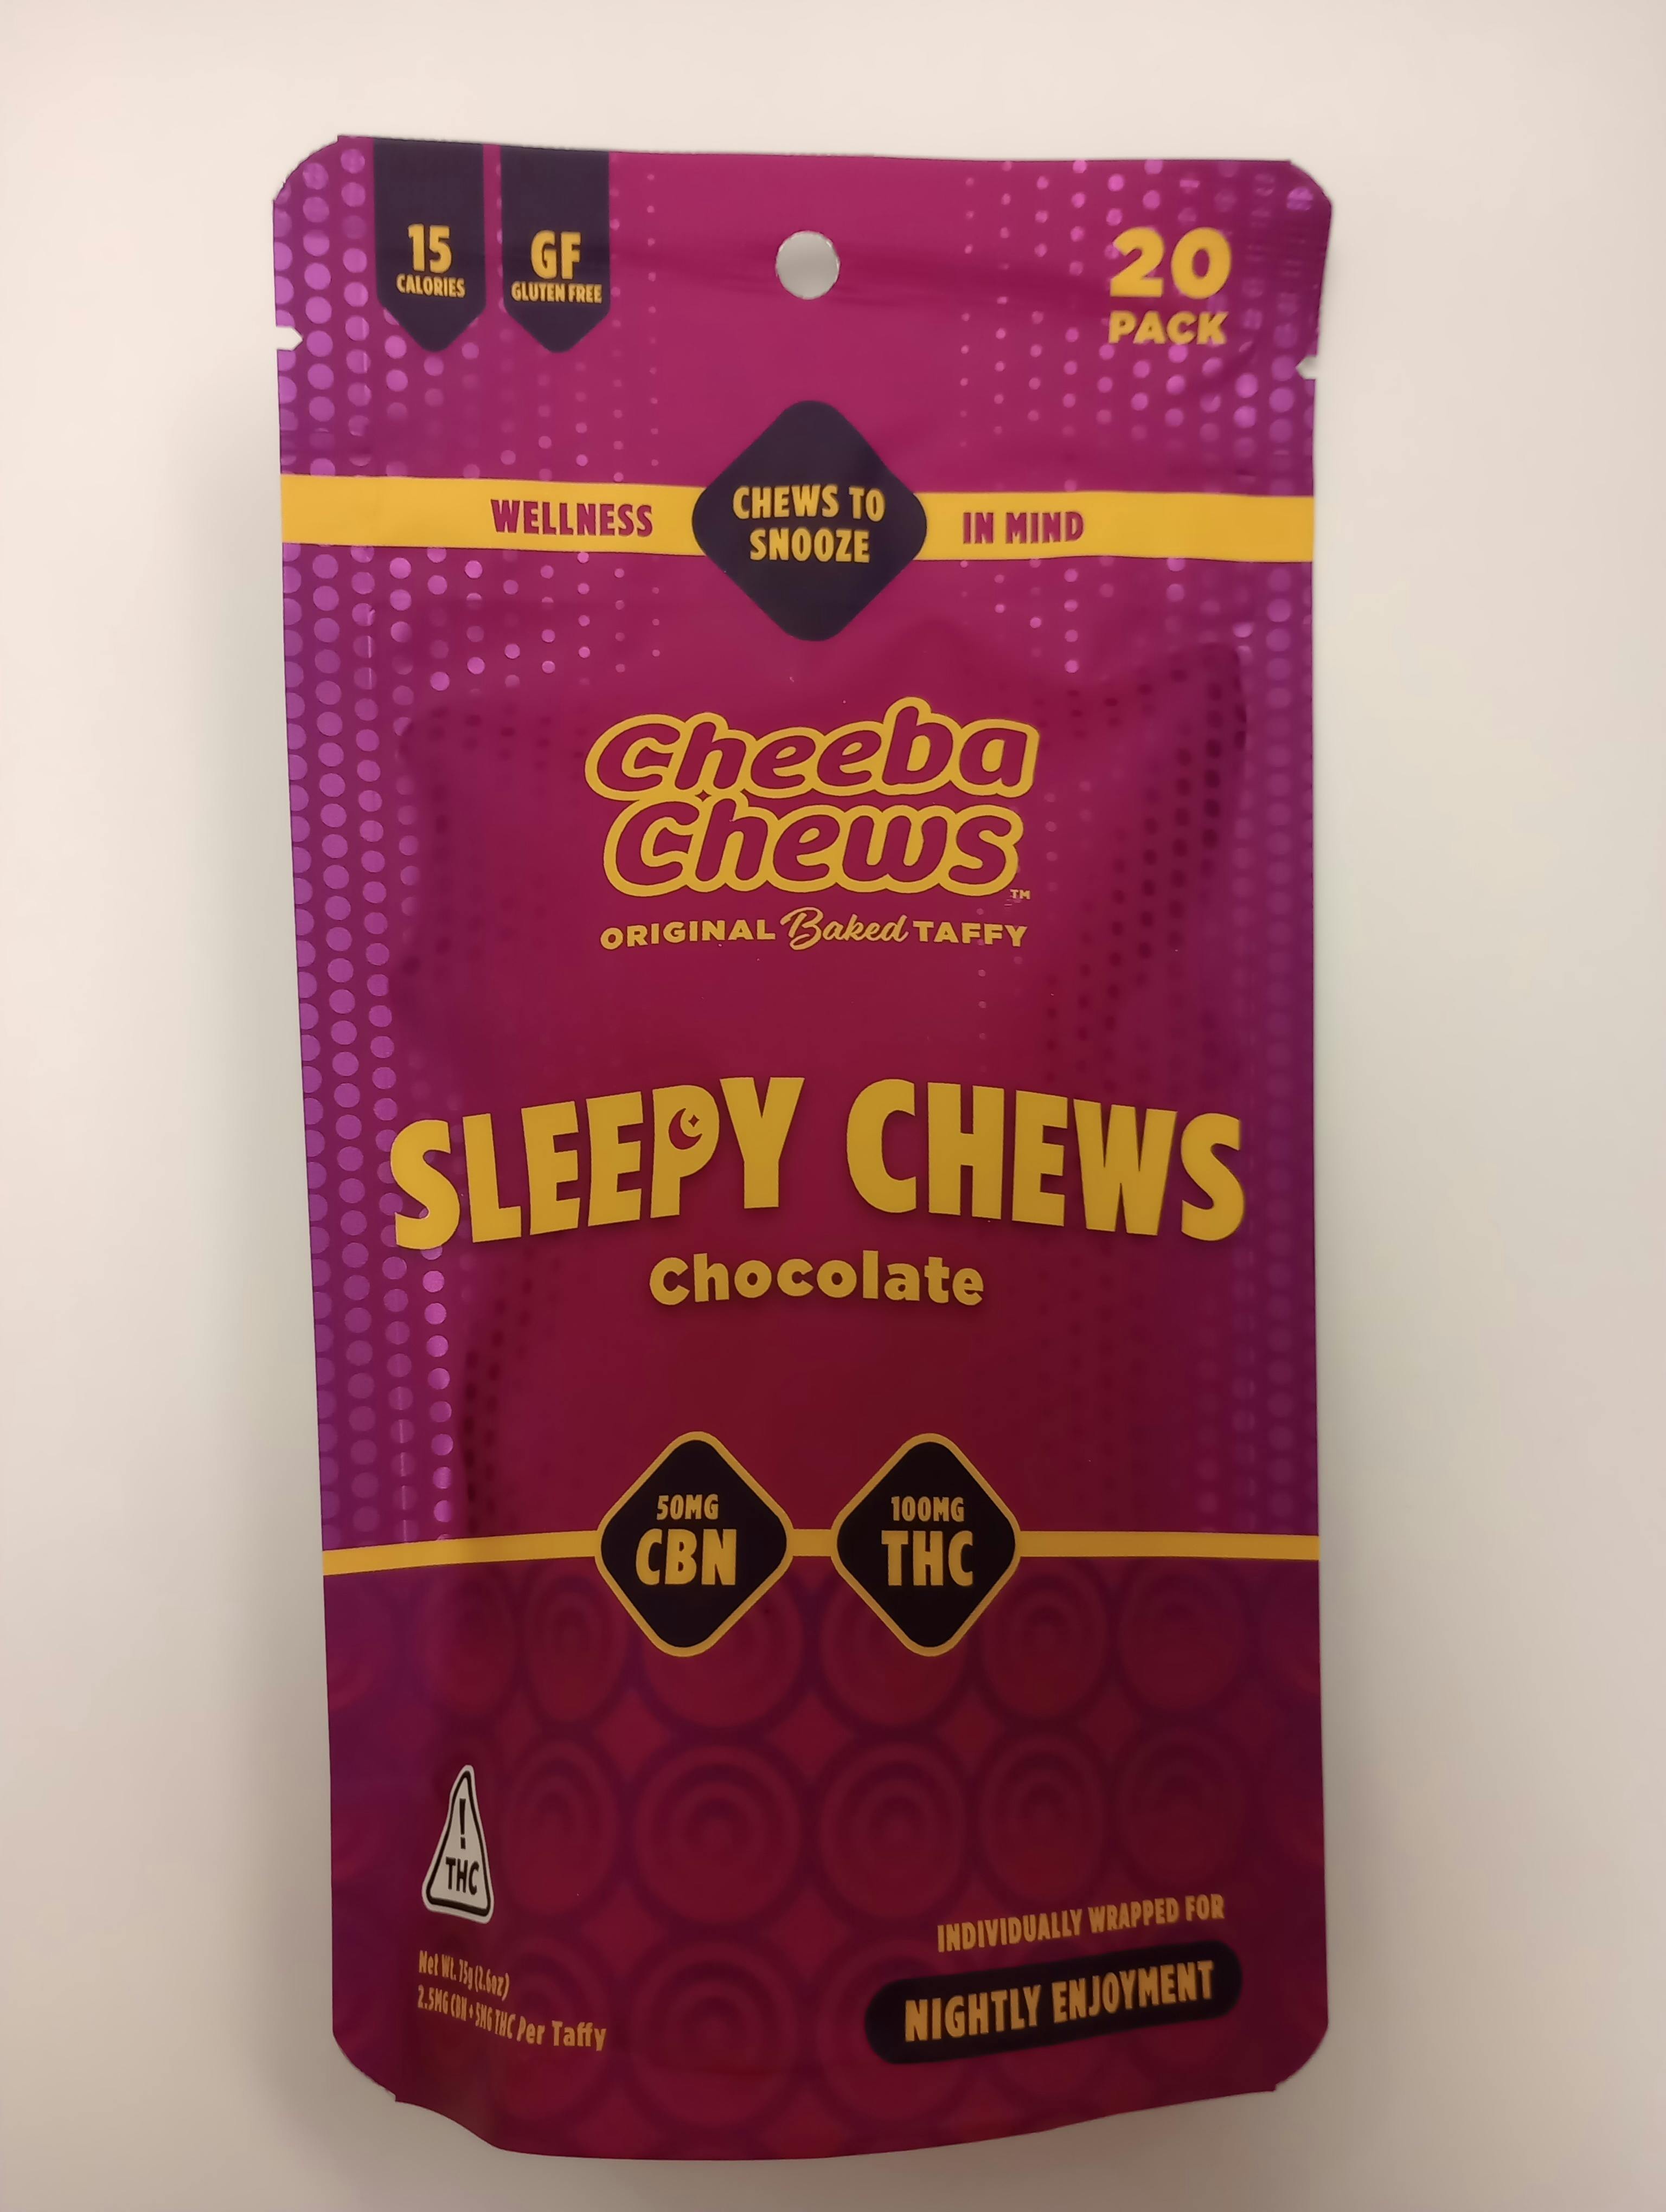 15
CALORIES
GF
GLUTEN FREE
20
PACK
WELLNESS
CHEWS TO
SNOOZE
IN MIND
Cheeba
Chews™
ORIGINAL Baked TAFFY
SLEEPY CHEWS
Chocolate
50MG
CBN
100MG
THC
!
THC
INDIVIDUALLY WRAPPED FOR
NIGHTLY ENJOYMENT
Net Wt. 75g (2.6oz)
2.5MG CBN + 5MG THC Per Taffy